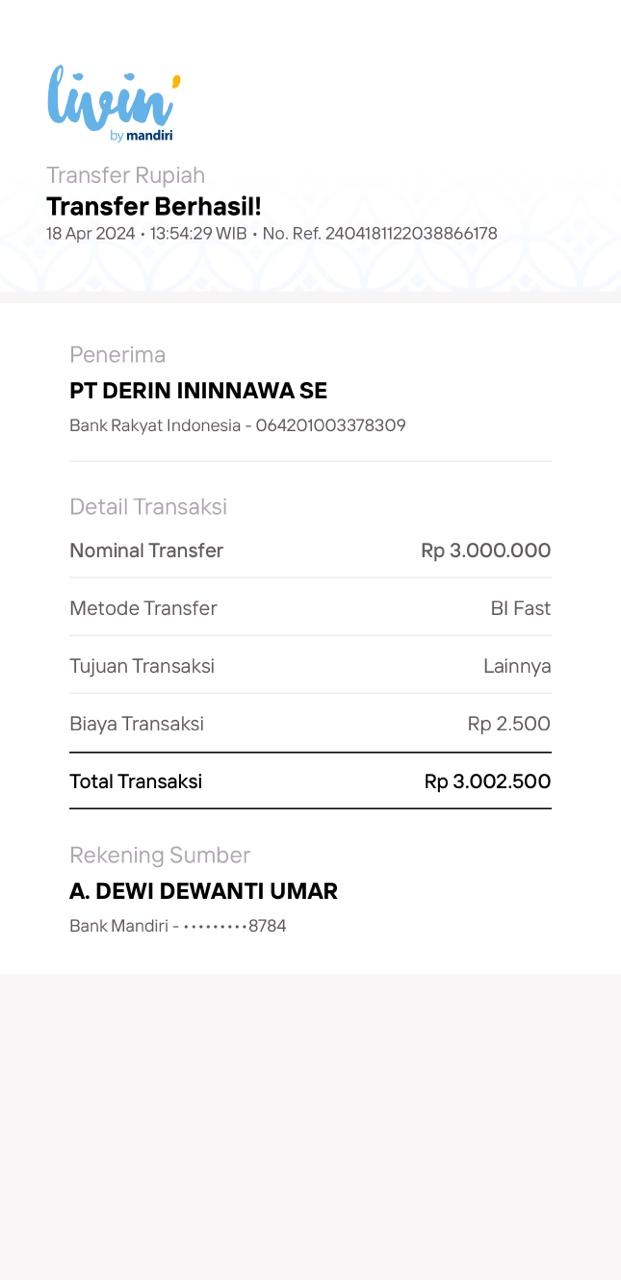 livin'
by mandiri
Transfer Rupiah
Transfer Berhasil!
18 Apr 2024 • 13:54:29 WIB • No. Ref. 2404181122038866178
Penerima
PT DERIN ININNAWA SE
Bank Rakyat Indonesia - 064201003378309
Detail Transaksi
Nominal Transfer Rp 3.000.000
Metode Transfer BI Fast
Tujuan Transaksi Lainnya
Biaya Transaksi Rp 2.500
Total Transaksi Rp 3.002.500
Rekening Sumber
A. DEWI DEWANTI UMAR
Bank Mandiri - •••••••••8784